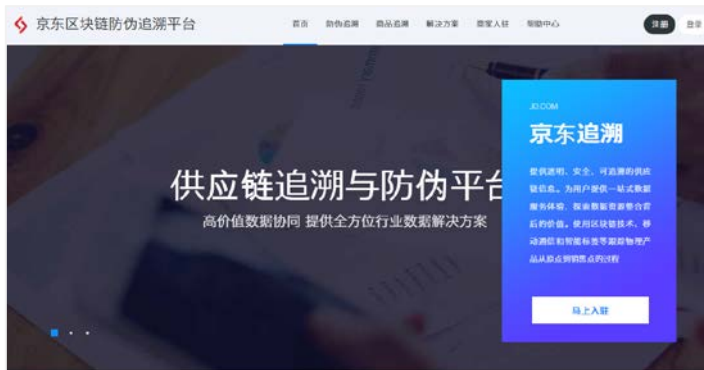 京东区块链防伪追溯平台
首页 防伪追溯 商品追溯 解决方案 商家入驻 帮助中心 注册 登录
JD.COM
京东追溯
供应链追溯与防伪平台
高价值数据协同 提供全方位行业数据解决方案
提供透明、安全、可追溯的供应
链信息。为用户提供一站式数据
服务体验，探索数据资源整合背
后的价值。使用区块链技术、移
动通信和智能标签等跟踪物理产
品从原点到销售点的过程
马上入驻